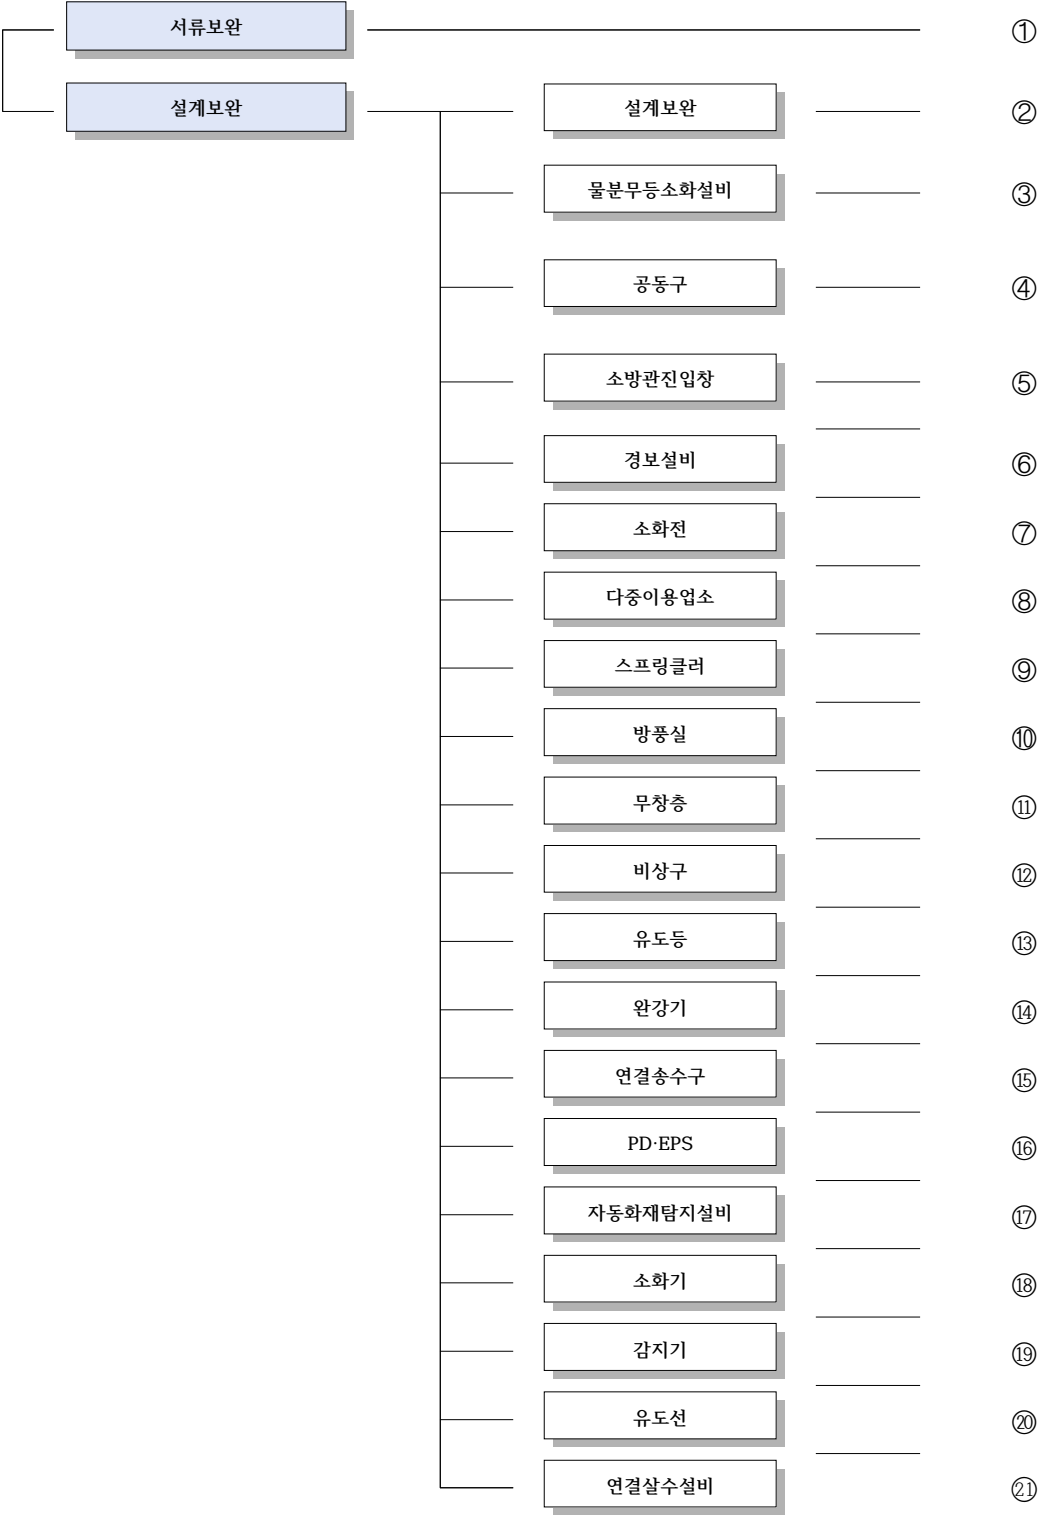 서류보완 ①
설계보완 설계보완 ②
물분무등소화설비 ③
공동구 ④
소방관진입창 ⑤
경보설비 ⑥
소화전 ⑦
다중이용업소 ⑧
스프링클러 ⑨
방풍실 ⑩
무창층 ⑪
비상구 ⑫
유도등 ⑬
완강기 ⑭
연결송수구 ⑮
PD·EPS ⑯
자동화재탐지설비 ⑰
소화기 ⑱
감지기 ⑲
유도선 ⑳
연결살수설비 ㉑